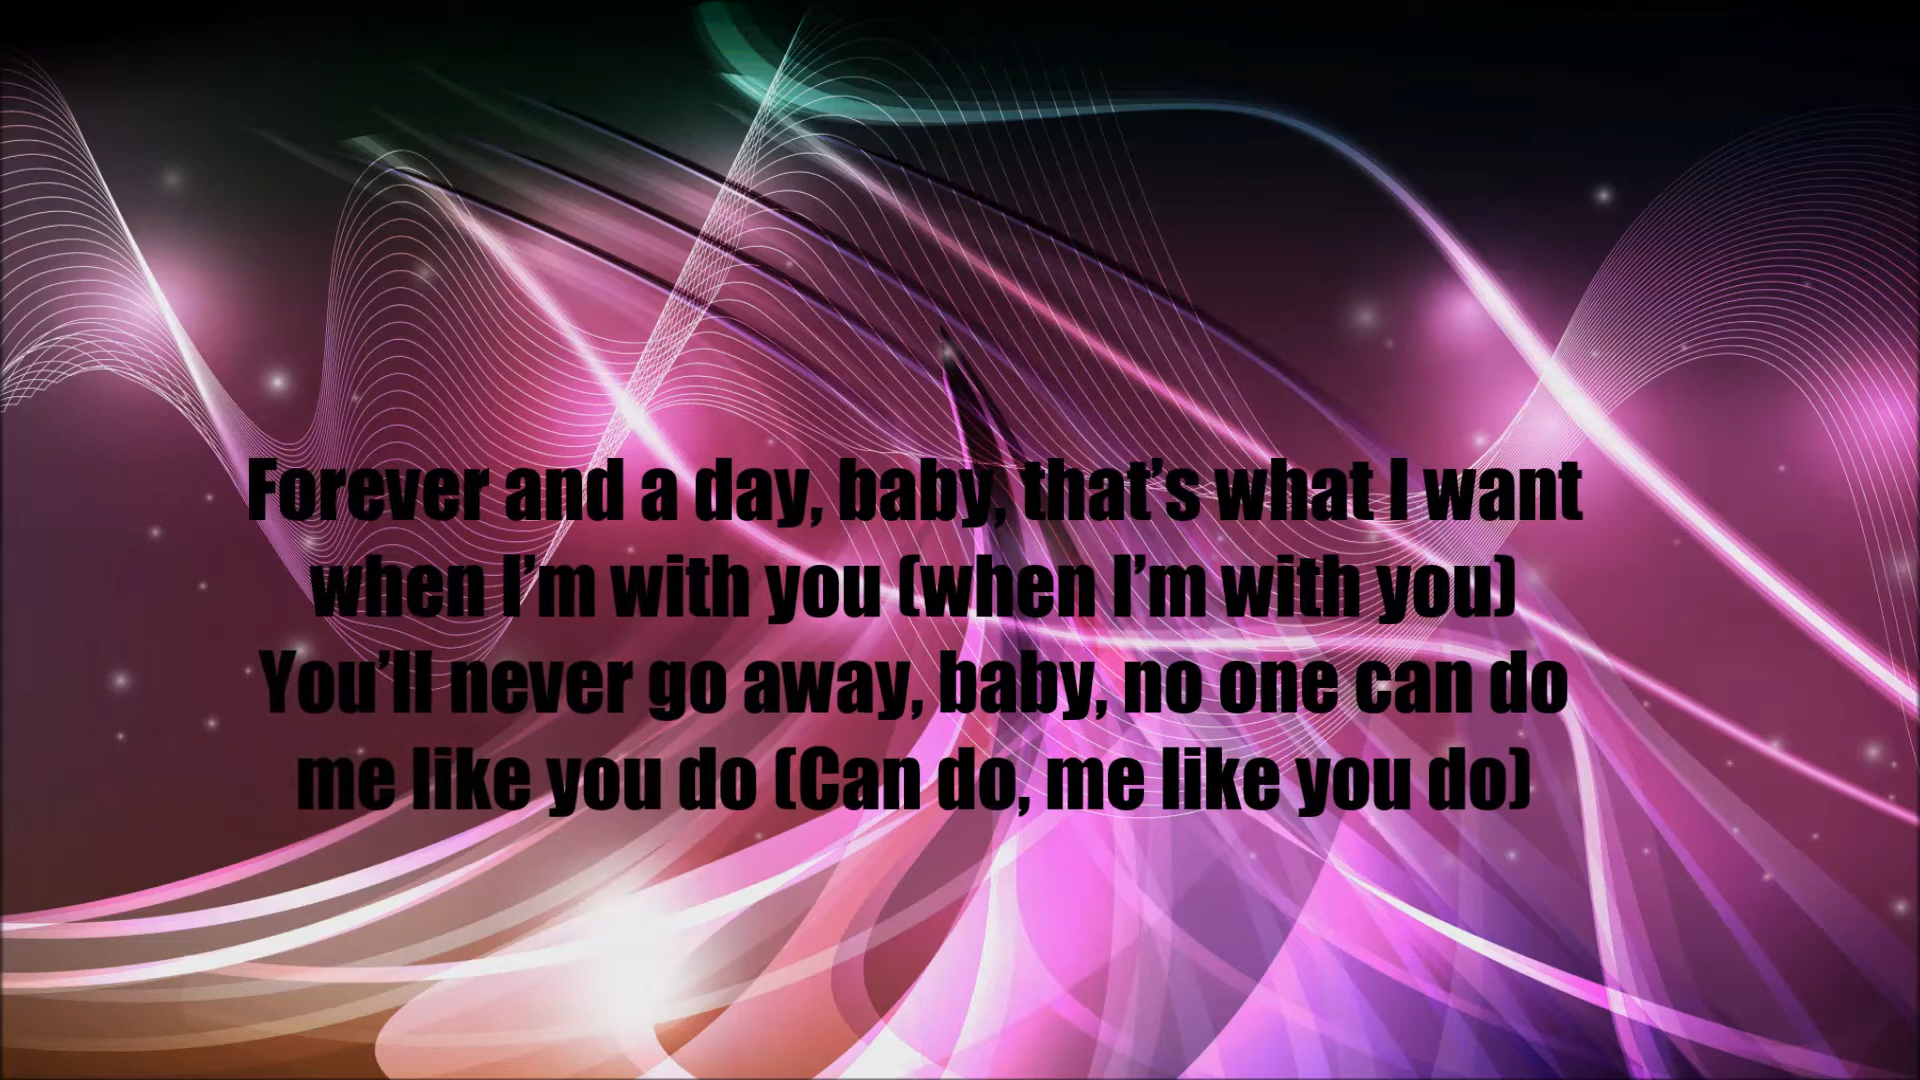 Forever and a day, baby, that’s what I want
when I’m with you (when I’m with you)
You’ll never go away, baby, no one can do
me like you do (Can do, me like you do)